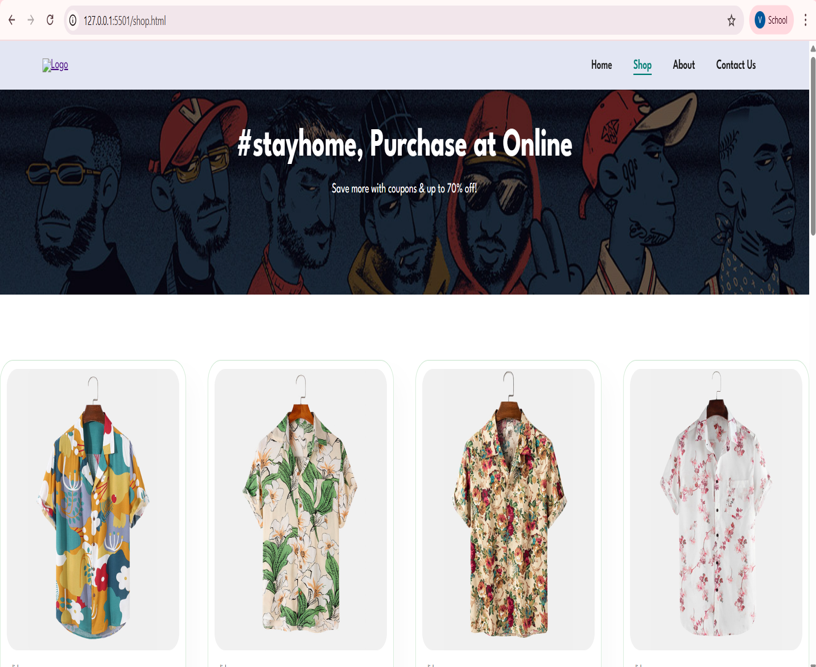 127.0.0.1:5501/shop.html
V School
Logo
Home Shop About Contact Us
#stayhome, Purchase at Online
Save more with coupons & up to 70% off!